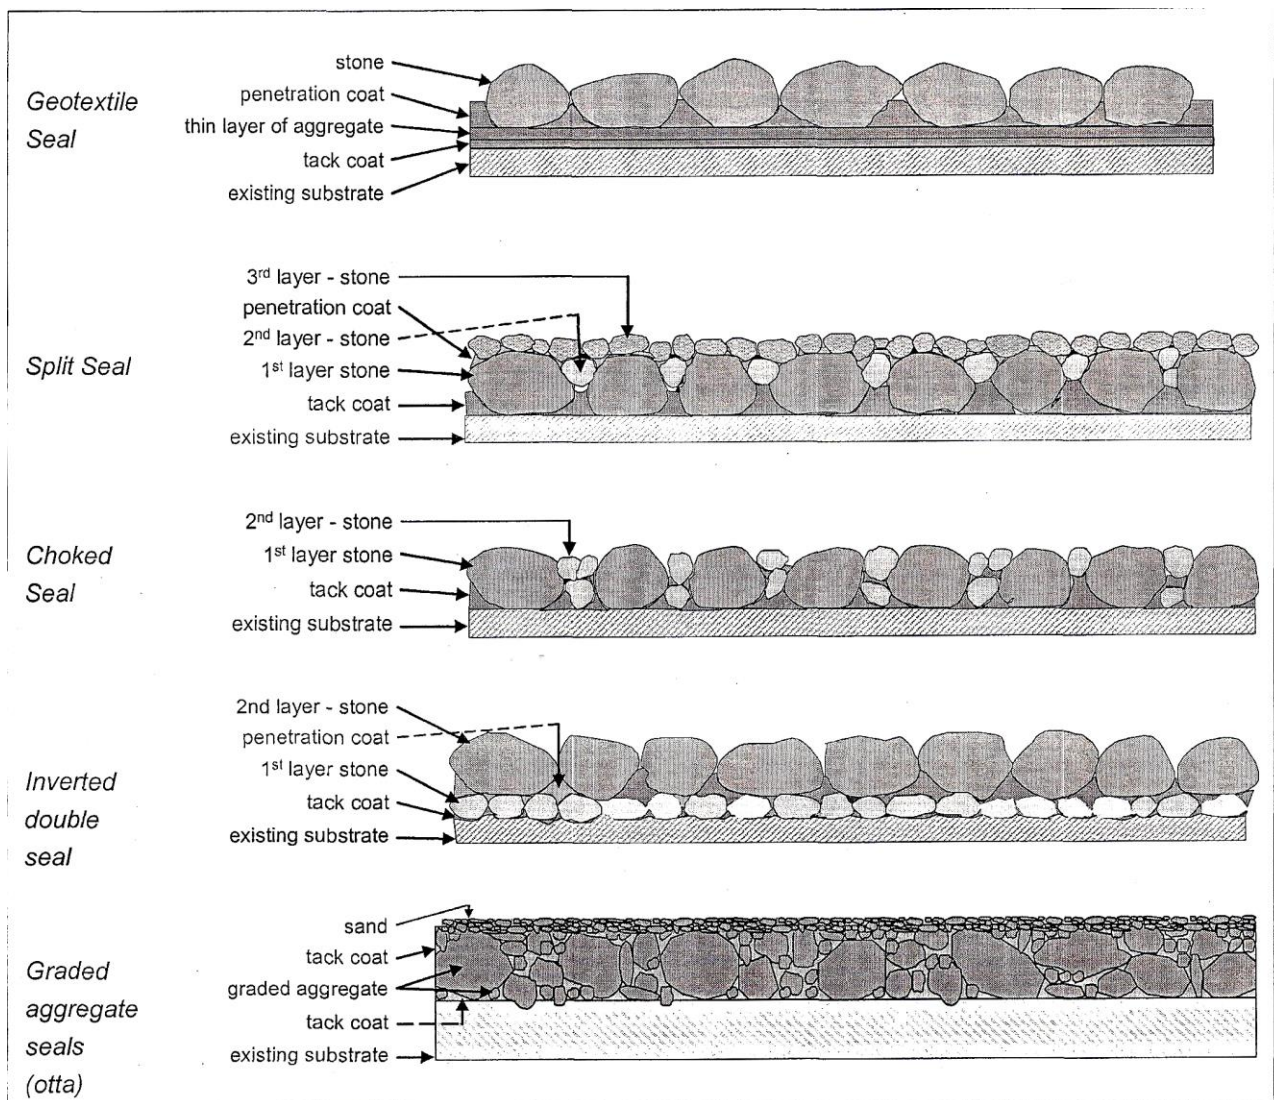 Geotextile
Seal
stone
penetration coat
thin layer of aggregate
tack coat
existing substrate
Split Seal
3rd layer - stone
penetration coat
2nd layer - stone
1st layer stone
tack coat
existing substrate
Choked
Seal
2nd layer - stone
1st layer stone
tack coat
existing substrate
Inverted
double
seal
2nd layer - stone
penetration coat
1st layer stone
tack coat
existing substrate
Graded
aggregate
seals
(otta)
sand
tack coat
graded aggregate
tack coat
existing substrate